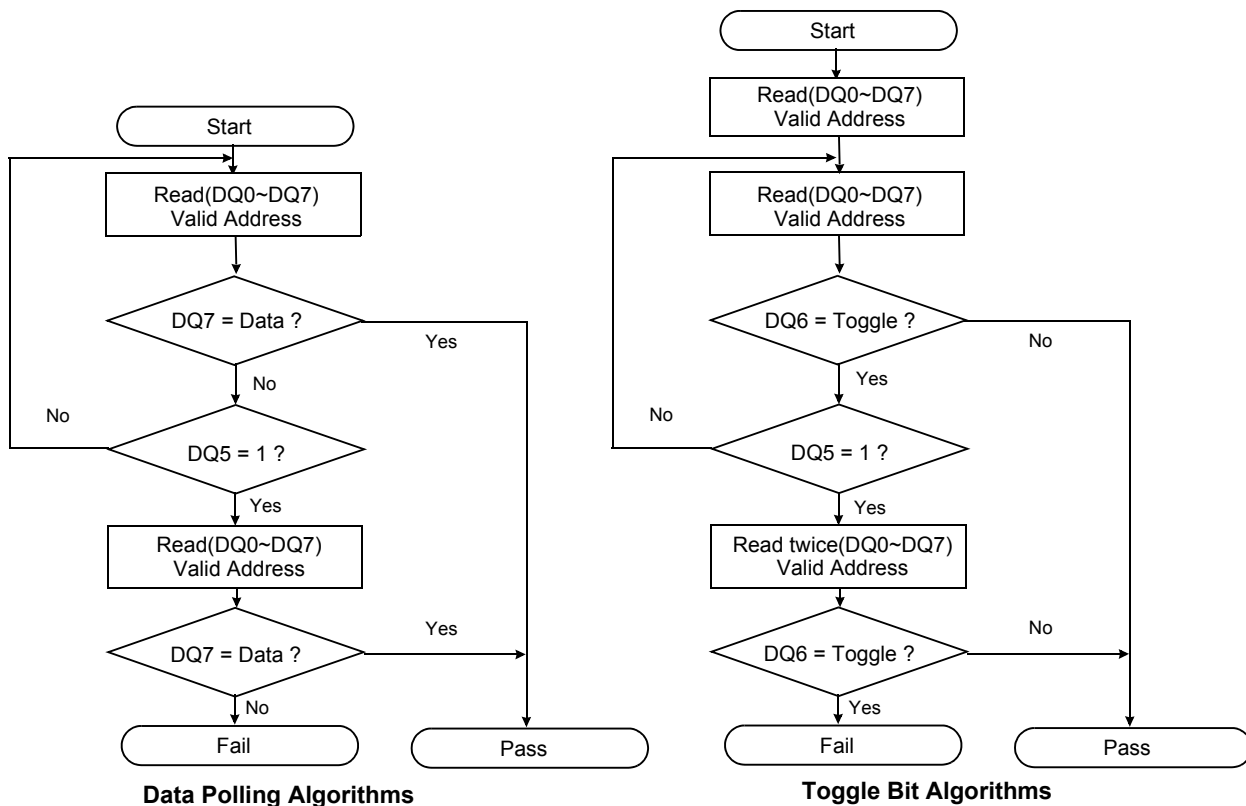 Start
Read(DQ0~DQ7)
Valid Address
DQ7 = Data ?
Yes
No
No
DQ5 = 1 ?
Yes
Read(DQ0~DQ7)
Valid Address
DQ7 = Data ?
Yes
No
Fail
Pass
Data Polling Algorithms
Start
Read(DQ0~DQ7)
Valid Address
Read(DQ0~DQ7)
Valid Address
DQ6 = Toggle ?
No
Yes
No
DQ5 = 1 ?
Yes
Read twice(DQ0~DQ7)
Valid Address
DQ6 = Toggle ?
No
Yes
Fail
Pass
Toggle Bit Algorithms